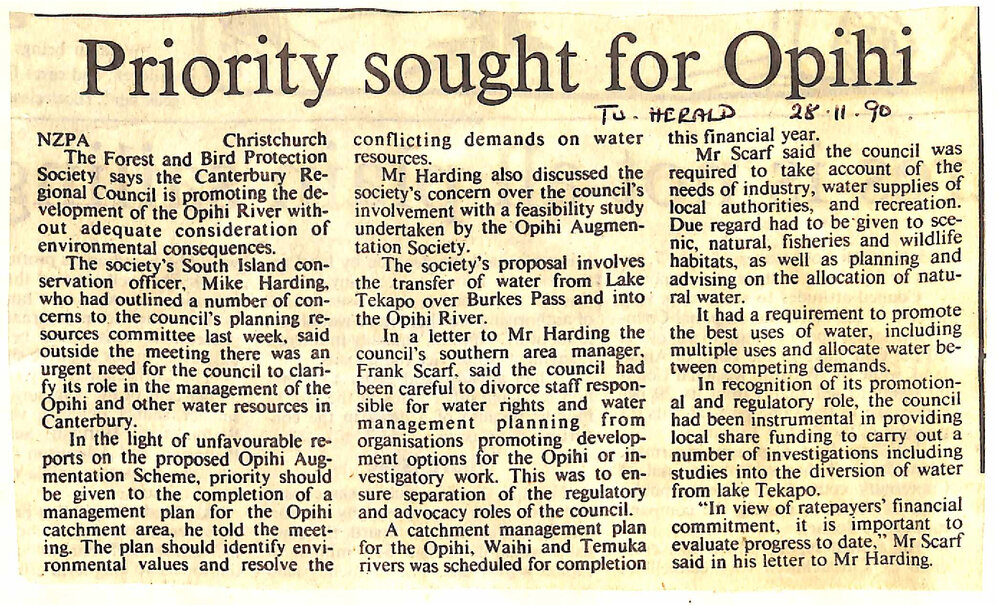 Priority sought for Opihi
TU. HERALD 28.11.90.
NZPA Christchurch
The Forest and Bird Protection
Society says the Canterbury Re-
gional Council is promoting the de-
velopment of the Opihi River with-
out adequate consideration of
environmental consequences.
The society's South Island con-
servation officer, Mike Harding,
who had outlined a number of con-
cerns to the council's planning re-
sources committee last week, said
outside the meeting there was an
urgent need for the council to clari-
fy its role in the management of the
Opihi and other water resources in
Canterbury.
In the light of unfavourable re-
ports on the proposed Opihi Aug-
mentation Scheme, priority should
be given to the completion of a
management plan for the Opihi
catchment area, he told the meet-
ing. The plan should identify envi-
ronmental values and resolve the
conflicting demands on water
resources.
Mr Harding also discussed the
society's concern over the council's
involvement with a feasibility study
undertaken by the Opihi Augmen-
tation Society.
The society's proposal involves
the transfer of water from Lake
Tekapo over Burkes Pass and into
the Opihi River.
In a letter to Mr Harding the
council's southern area manager,
Frank Scarf, said the council had
been careful to divorce staff respon-
sible for water rights and water
management planning from
organisations promoting develop-
ment options for the Opihi or in-
vestigatory work. This was to en-
sure separation of the regulatory
and advocacy roles of the council.
A catchment management plan
for the Opihi, Waihi and Temuka
rivers was scheduled for completion
this financial year.
Mr Scarf said the council was
required to take account of the
needs of industry, water supplies of
local authorities, and recreation.
Due regard had to be given to sce-
nic, natural, fisheries and wildlife
habitats, as well as planning and
advising on the allocation of natu-
ral water.
It had a requirement to promote
the best uses of water, including
multiple uses and allocate water be-
tween competing demands.
In recognition of its promotion-
al and regulatory role, the council
had been instrumental in providing
local share funding to carry out a
number of investigations including
studies into the diversion of water
from lake Tekapo.
"In view of ratepayers' financial
commitment, it is important to
evaluate progress to date," Mr Scarf
said in his letter to Mr Harding.